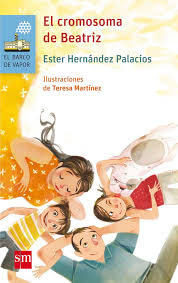 El cromosoma
de Beatriz
EL BARCO
DE VAPOR
Ester Hernández Palacios
Ilustraciones
de Teresa Martínez
sm